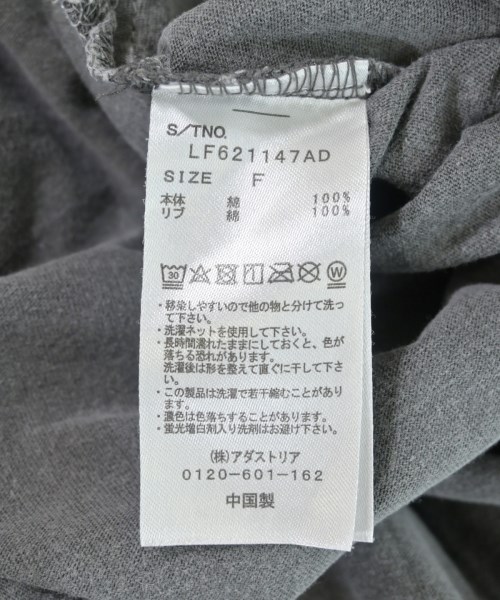 S/TNO.
LF621147AD
SIZE F
本体 綿 100%
リブ 綿 100%
30 W
・移染しやすいので他の物と分けて洗っ
て下さい。
・洗濯ネットを使用して下さい。
・長時間濡れたままにしておくと、色が
落ちる恐れがあります。
洗濯後は形を整えて直ぐに干して下さ
い。
・この製品は洗濯で若干縮むことがあり
ます。
・濃色は色落ちすることがあります。
・蛍光増白剤入り洗剤はお避け下さい。
(株)アダストリア
0120-601-162
中国製